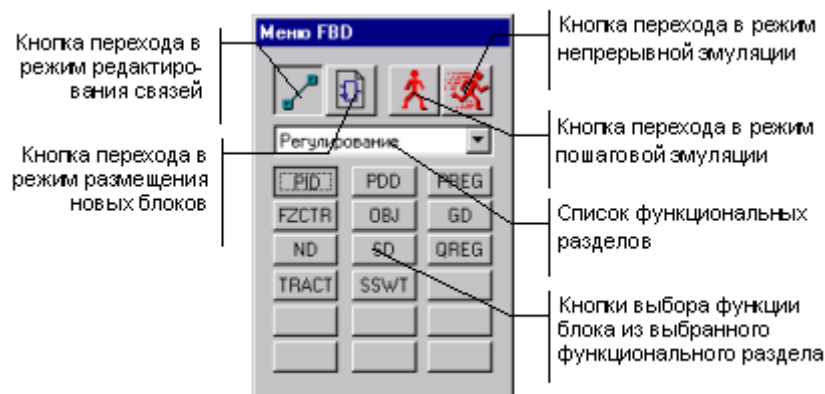 Меню FBD
Кнопка перехода в
режим редактиро-
вания связей
Кнопка перехода в
режим размещения
новых блоков
Кнопка перехода в режим
непрерывной эмуляции
Кнопка перехода в режим
пошаговой эмуляции
Список функциональных
разделов
Кнопки выбора функции
блока из выбранного
функционального раздела
Регулирование
PID PDD PREG
FZCTR OBJ GD
ND SD QREG
TRACT SSWT